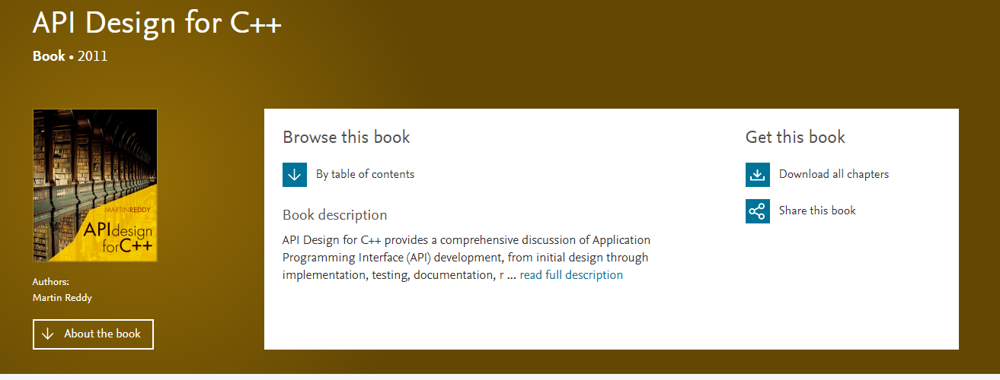 API Design for C++
Book • 2011
MARTINREDDY
APIdesign
forC++
Authors:
Martin Reddy
About the book
Browse this book
By table of contents
Book description
API Design for C++ provides a comprehensive discussion of Application
Programming Interface (API) development, from initial design through
implementation, testing, documentation, r ... read full description
Get this book
Download all chapters
Share this book